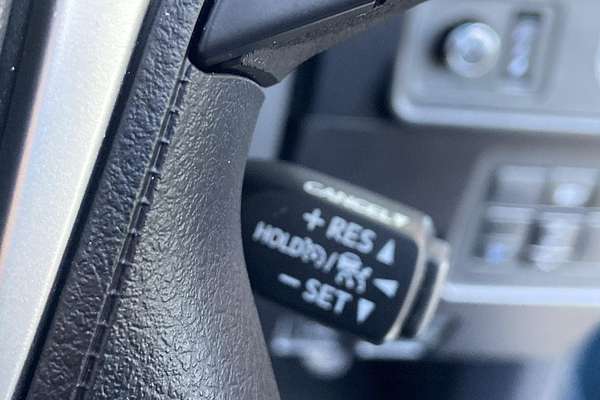 CANCEL
+ RES
HOLD /
- SET